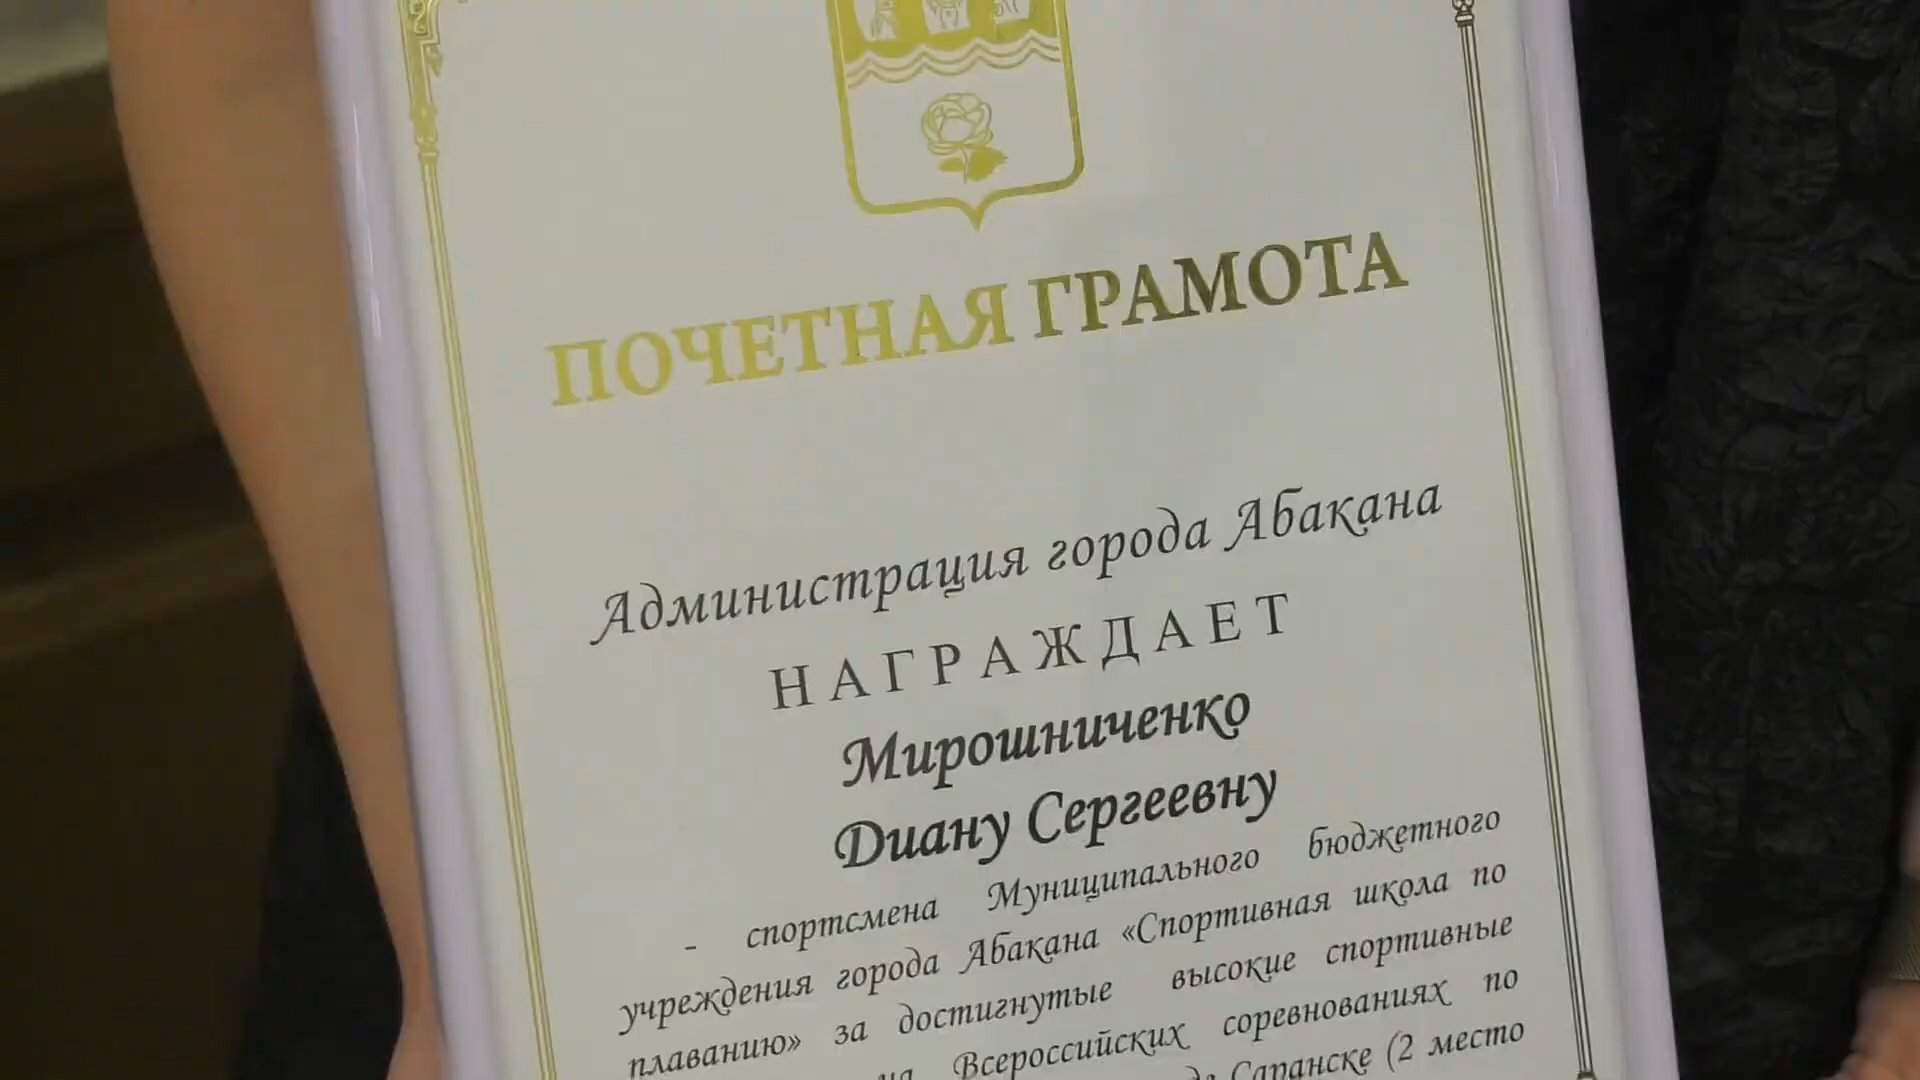 ПОЧЕТНАЯ ГРАМОТА
Администрация города Абакана
НАГРАЖДАЕТ
Мирошниченко
Диану Сергеевну
- спортсмена Муниципального бюджетного
учреждения города Абакана «Спортивная школа по
плаванию» за достигнутые высокие спортивные
на Всероссийских соревнованиях по
Саранске (2 место